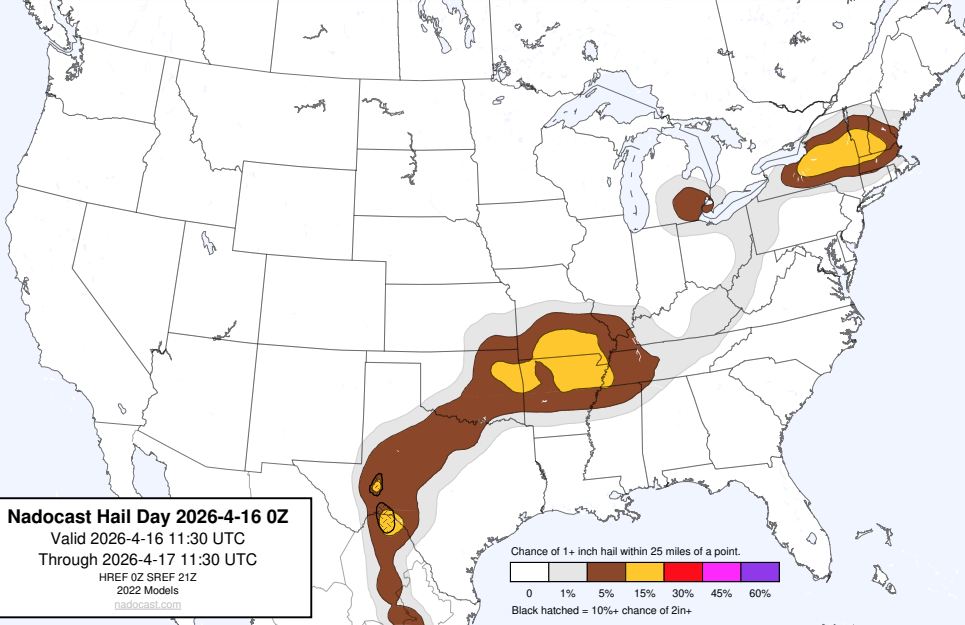 Nadocast Hail Day 2026-4-16 0Z
Valid 2026-4-16 11:30 UTC
Through 2026-4-17 11:30 UTC
HREF 0Z SREF 21Z
2022 Models
nadocast.com
Chance of 1+ inch hail within 25 miles of a point.
0 1% 5% 15% 30% 45% 60%
Black hatched = 10%+ chance of 2in+